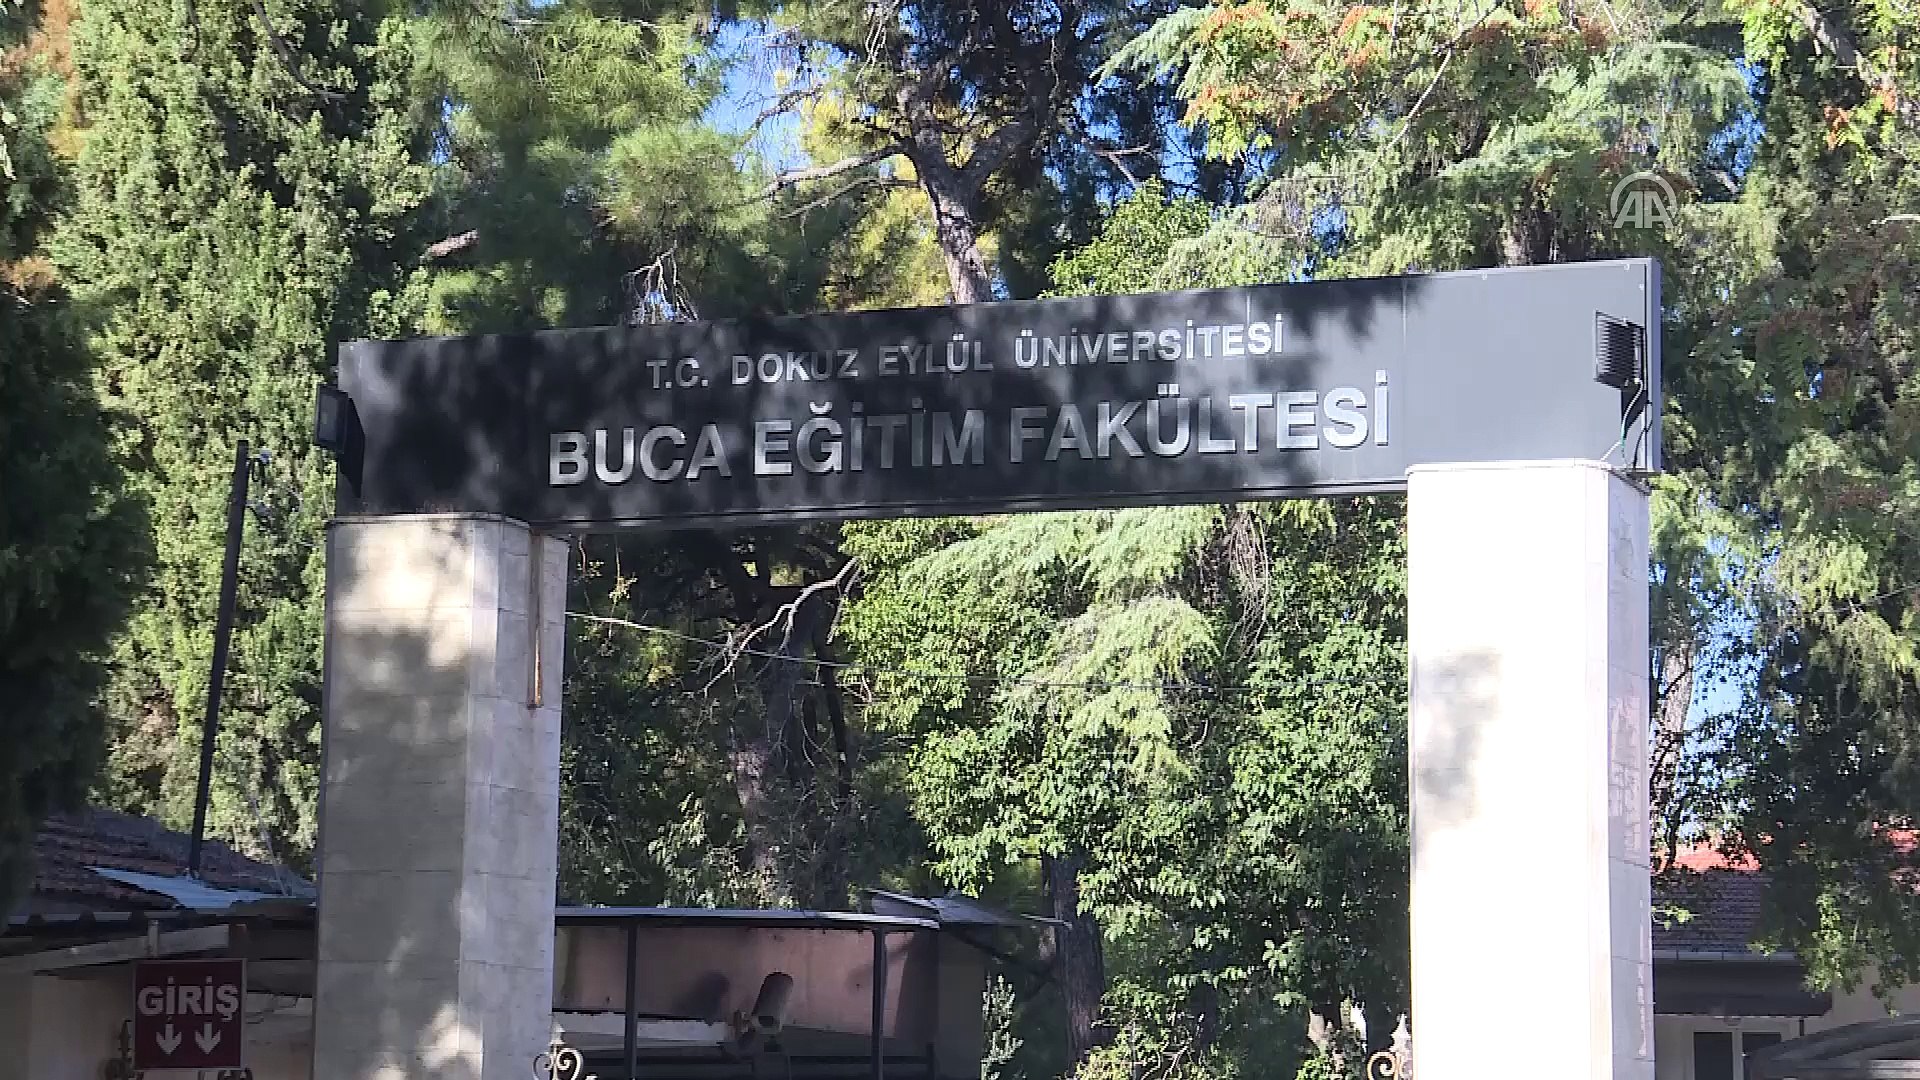 AA
T.C. DOKUZ EYLÜL ÜNİVERSİTESİ
BUCA EĞİTİM FAKÜLTESİ
GİRİŞ